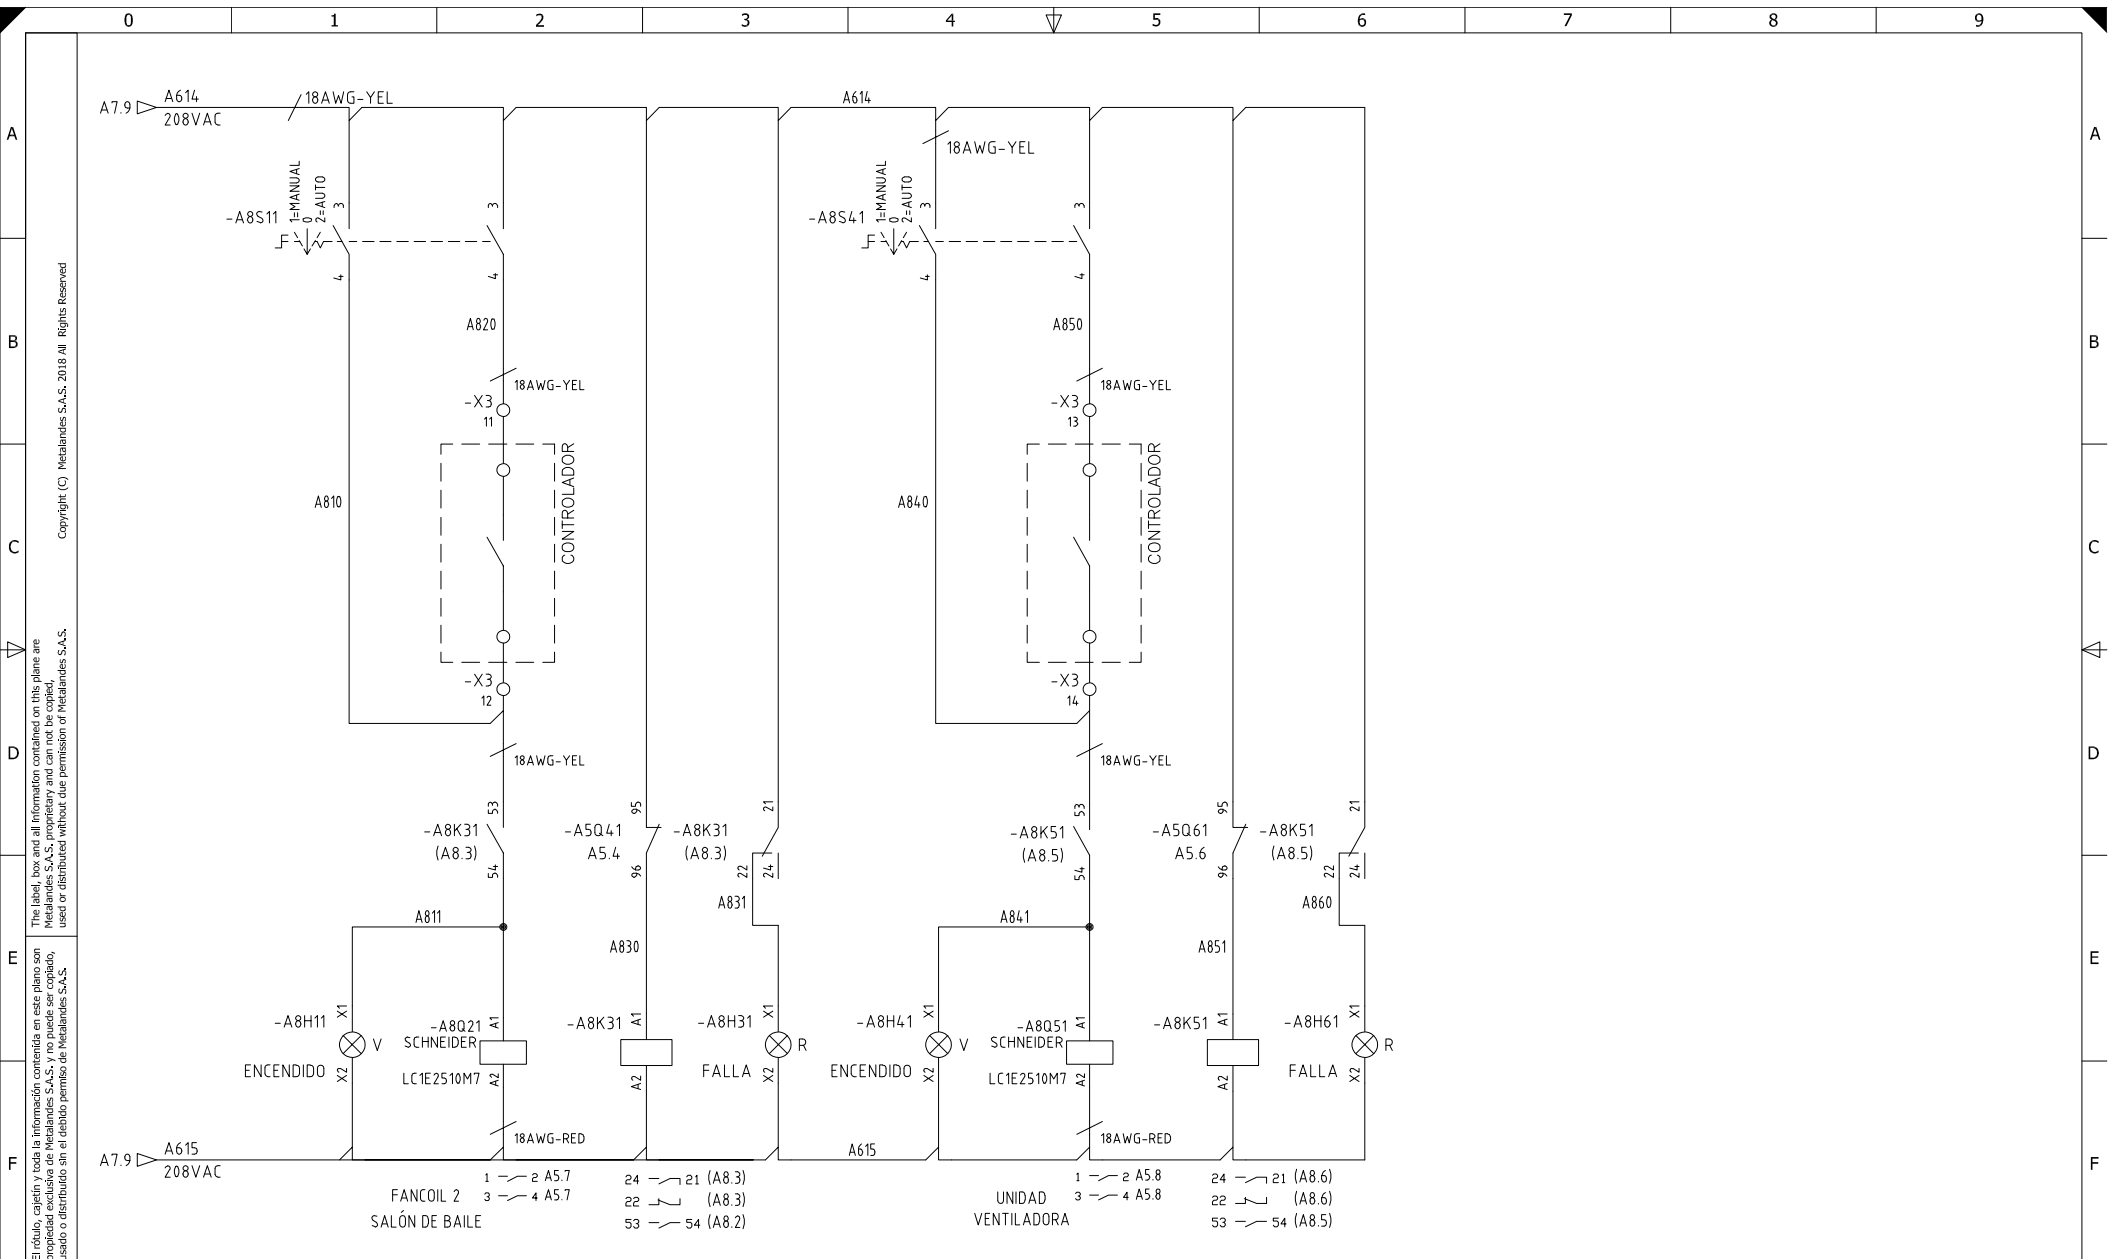 0 1 2 3 4 5 6 7 8 9
A
B
C
D
E
F
A
B
C
D
E
F
Copyright (C) Metalandes S.A.S. 2018 All Rights Reserved
The label, box and all information contained on this plane are
Metalandes S.A.S. proprietary and can not be copied,
used or distributed without due permission of Metalandes S.A.S.
El rótulo, cajetín y toda la información contenida en este plano son
propiedad exclusiva de Metalandes S.A.S. y no puede ser copiado,
usado o distribuído sin el debido permiso de Metalandes S.A.S.
A7.9
A614
208VAC
18AWG-YEL
A614
18AWG-YEL
-A8S11
1=MANUAL
0
2=AUTO
3
4
3
4
A820
18AWG-YEL
-X3
11
CONTROLADOR
A810
-X3
12
18AWG-YEL
53
-A8K31
(A8.3)
54
95
-A5Q41
A5.4
96
21
-A8K31
(A8.3)
22
24
A831
A811
A830
X1
-A8H11
V
ENCENDIDO
X2
-A8Q21
A1
SCHNEIDER
LC1E2510M7
A2
-A8K31
A1
A2
-A8H31
X1
R
FALLA
X2
18AWG-RED
-A8S41
1=MANUAL
0
2=AUTO
3
4
3
4
A850
18AWG-YEL
-X3
13
CONTROLADOR
A840
-X3
14
18AWG-YEL
53
-A8K51
(A8.5)
54
95
-A5Q61
A5.6
96
21
-A8K51
(A8.5)
22
24
A860
A841
A851
X1
-A8H41
V
ENCENDIDO
X2
-A8Q51
A1
SCHNEIDER
LC1E2510M7
A2
-A8K51
A1
A2
-A8H61
X1
R
FALLA
X2
18AWG-RED
A7.9
A615
208VAC
A615
FANCOIL 2
SALÓN DE BAILE
1 2 A5.7
3 4 A5.7
24 21 (A8.3)
22 (A8.3)
53 54 (A8.2)
UNIDAD
VENTILADORA
1 2 A5.8
3 4 A5.8
24 21 (A8.6)
22 (A8.6)
53 54 (A8.5)